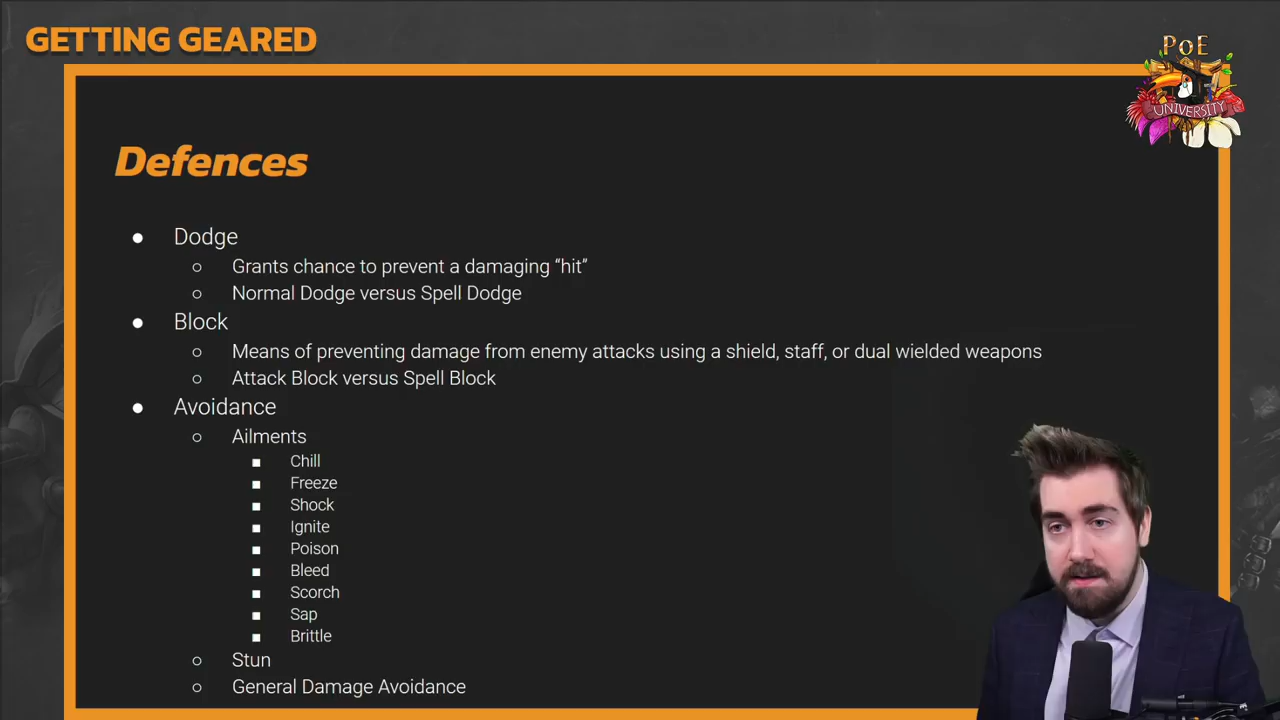 GETTING GEARED
PoE
UNIVERSITY
Defences
● Dodge
○ Grants chance to prevent a damaging “hit”
○ Normal Dodge versus Spell Dodge
● Block
○ Means of preventing damage from enemy attacks using a shield, staff, or dual wielded weapons
○ Attack Block versus Spell Block
● Avoidance
○ Ailments
■ Chill
■ Freeze
■ Shock
■ Ignite
■ Poison
■ Bleed
■ Scorch
■ Sap
■ Brittle
○ Stun
○ General Damage Avoidance